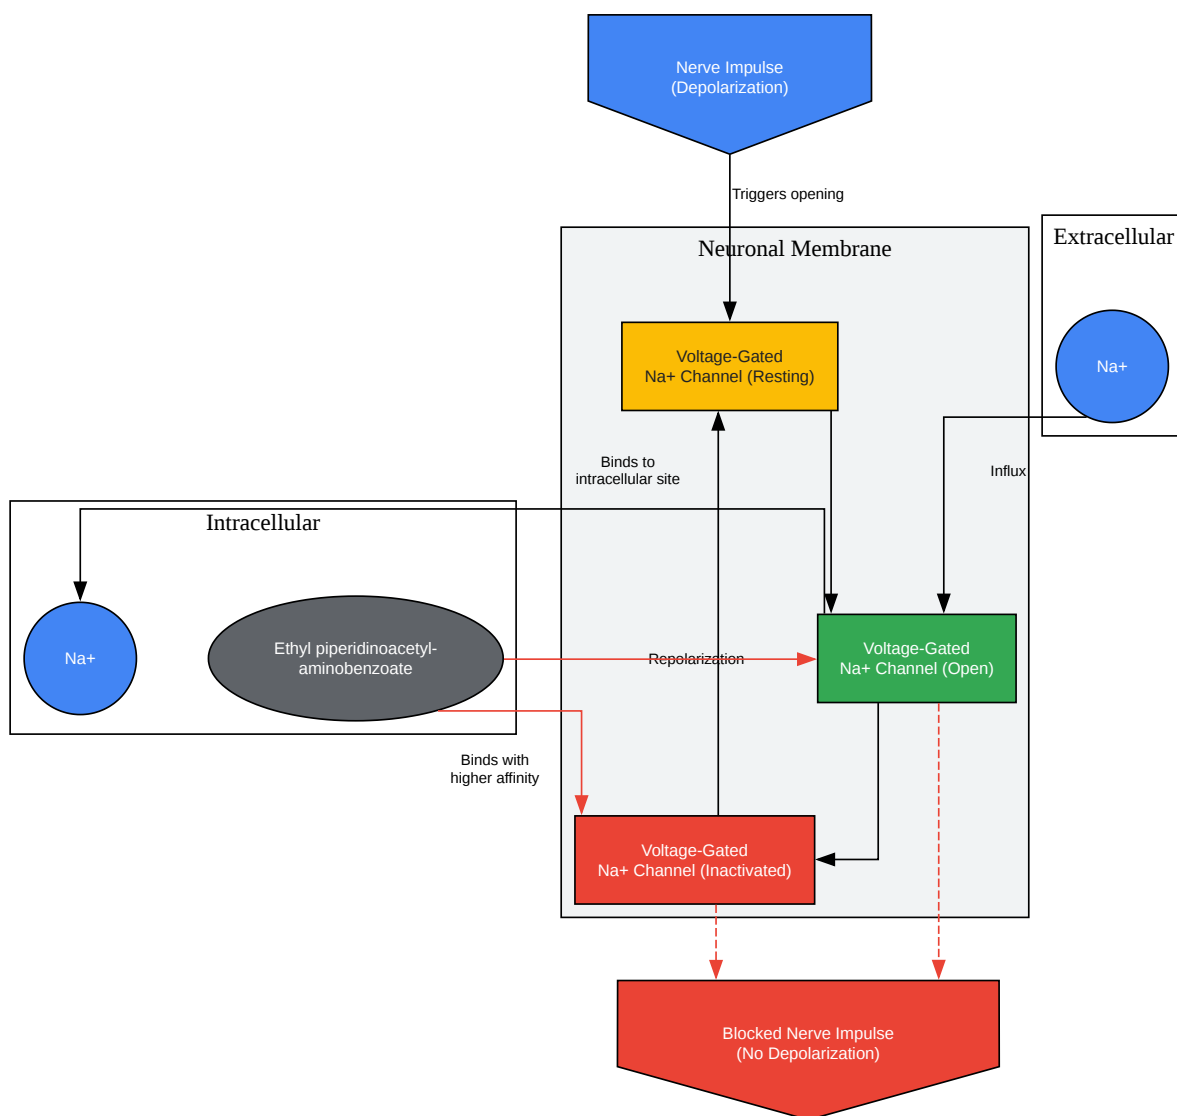 Nerve Impulse
(Depolarization)
Triggers opening
Neuronal Membrane
Extracellular
Voltage-Gated
Na+ Channel (Resting)
Na+
Binds to
intracellular site
Influx
Intracellular
Na+
Ethyl piperidinoacetyl-
aminobenzoate
Repolarization
Voltage-Gated
Na+ Channel (Open)
Binds with
higher affinity
Voltage-Gated
Na+ Channel (Inactivated)
Blocked Nerve Impulse
(No Depolarization)